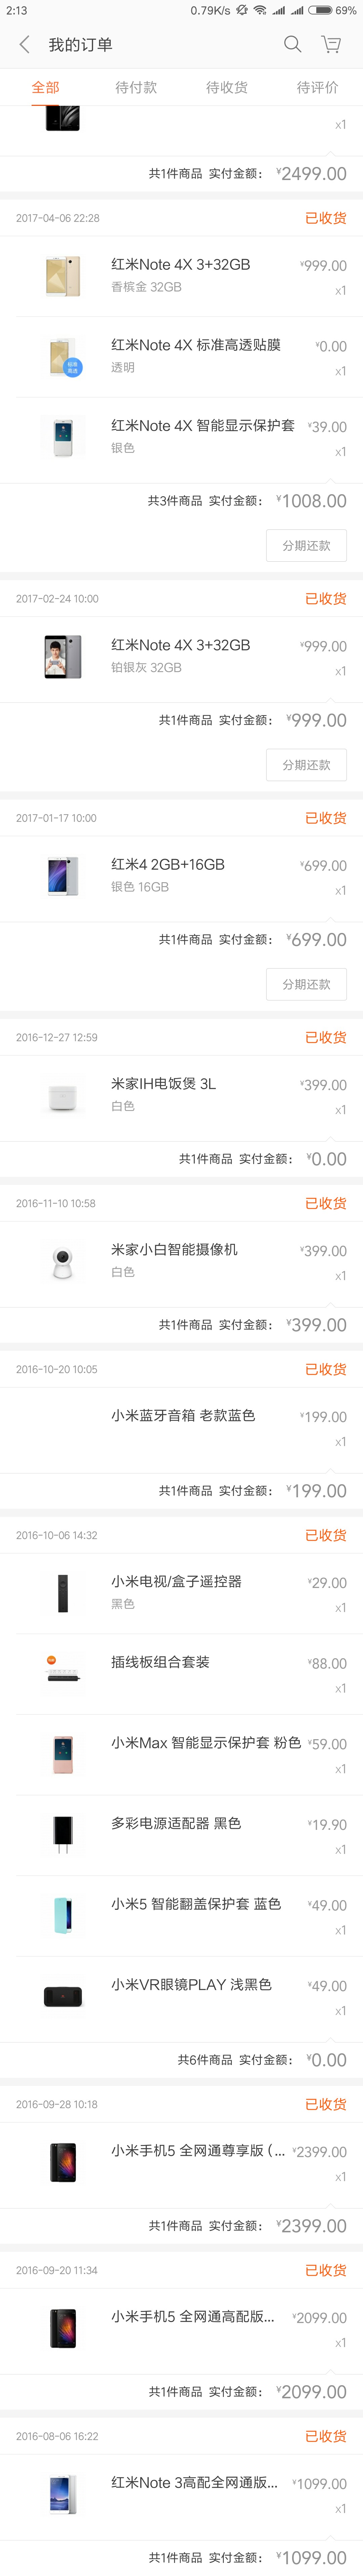 2:13 0.79K/s 69%
我的订单
全部 待付款 待收货 待评价
x1
共1件商品 实付金额： ¥2499.00
2017-04-06 22:28 已收货
红米Note 4X 3+32GB ¥999.00
香槟金 32GB x1
红米Note 4X 标准高透贴膜 ¥0.00
透明 x1
红米Note 4X 智能显示保护套 ¥39.00
银色 x1
共3件商品 实付金额： ¥1008.00
分期还款
2017-02-24 10:00 已收货
红米Note 4X 3+32GB ¥999.00
铂银灰 32GB x1
共1件商品 实付金额： ¥999.00
分期还款
2017-01-17 10:00 已收货
红米4 2GB+16GB ¥699.00
银色 16GB x1
共1件商品 实付金额： ¥699.00
分期还款
2016-12-27 12:59 已收货
米家IH电饭煲 3L ¥399.00
白色 x1
共1件商品 实付金额： ¥0.00
2016-11-10 10:58 已收货
米家小白智能摄像机 ¥399.00
白色 x1
共1件商品 实付金额： ¥399.00
2016-10-20 10:05 已收货
小米蓝牙音箱 老款蓝色 ¥199.00
x1
共1件商品 实付金额： ¥199.00
2016-10-06 14:32 已收货
小米电视/盒子遥控器 ¥29.00
黑色 x1
插线板组合套装 ¥88.00
x1
小米Max 智能显示保护套 粉色 ¥59.00
x1
多彩电源适配器 黑色 ¥19.90
x1
小米5 智能翻盖保护套 蓝色 ¥49.00
x1
小米VR眼镜PLAY 浅黑色 ¥49.00
x1
共6件商品 实付金额： ¥0.00
2016-09-28 10:18 已收货
小米手机5 全网通尊享版 (... ¥2399.00
x1
共1件商品 实付金额： ¥2399.00
2016-09-20 11:34 已收货
小米手机5 全网通高配版... ¥2099.00
x1
共1件商品 实付金额： ¥2099.00
2016-08-06 16:22 已收货
红米Note 3高配全网通版... ¥1099.00
x1
共1件商品 实付金额： ¥1099.00